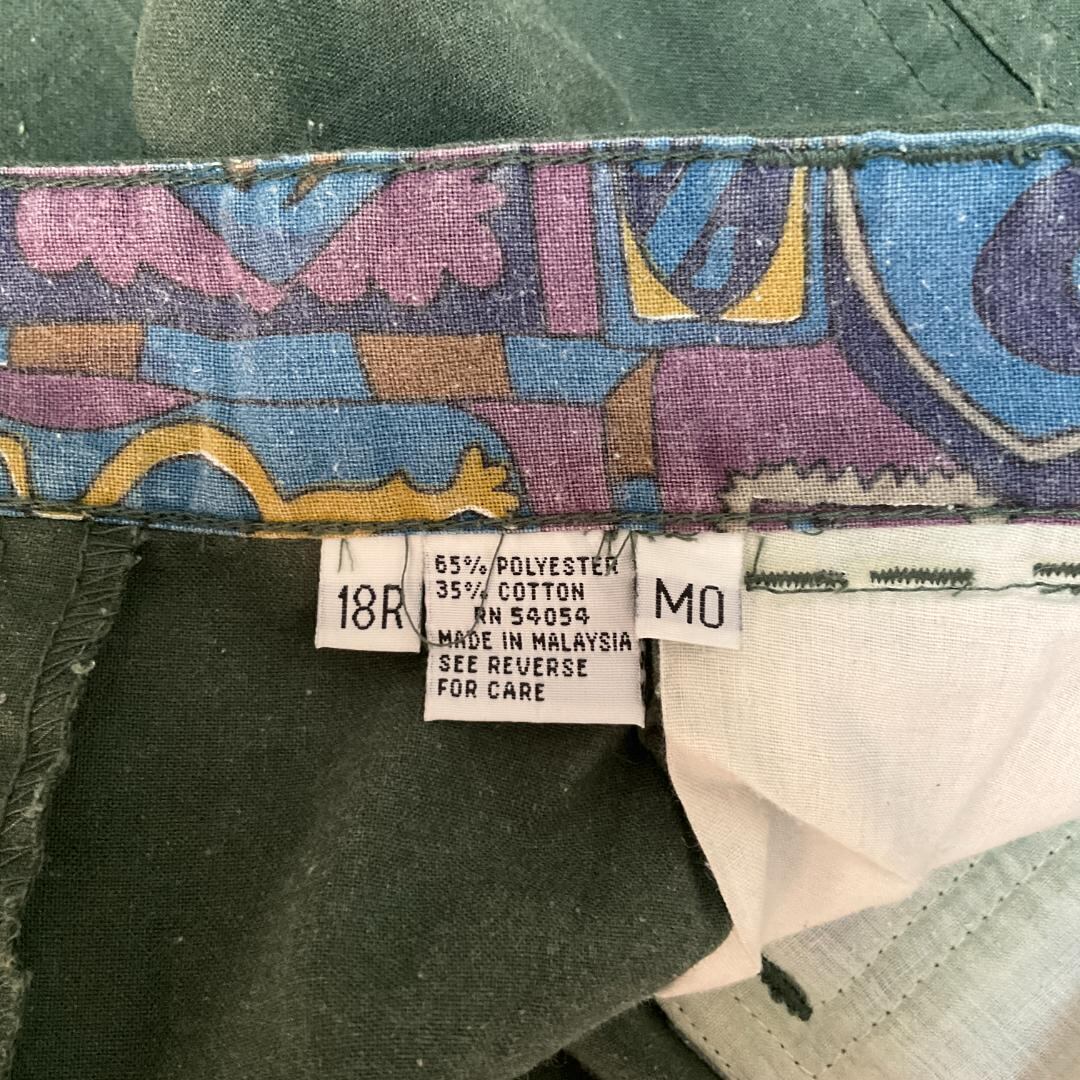 18R
65% POLYESTER
35% COTTON
RN 54054
MADE IN MALAYSIA
SEE REVERSE
FOR CARE
MO